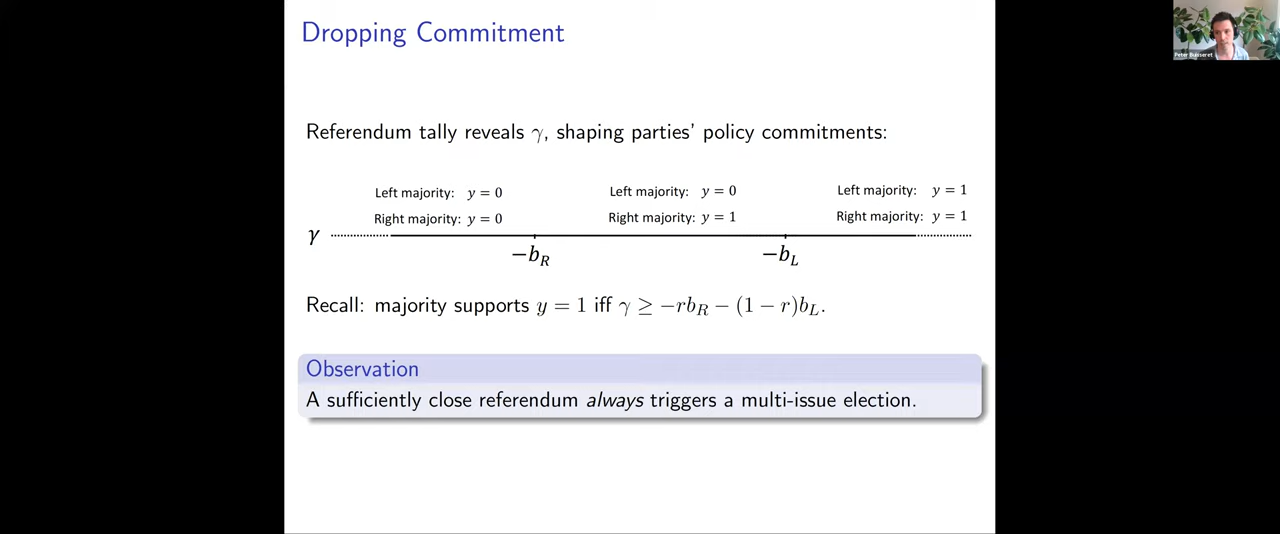 Dropping Commitment
Peter Buisseret
Referendum tally reveals γ, shaping parties' policy commitments:
Left majority: y = 0
Right majority: y = 0
Left majority: y = 0
Right majority: y = 1
Left majority: y = 1
Right majority: y = 1
γ
−b_R
−b_L
Recall: majority supports y = 1 iff γ ≥ −rb_R − (1 − r)b_L.
Observation
A sufficiently close referendum always triggers a multi-issue election.